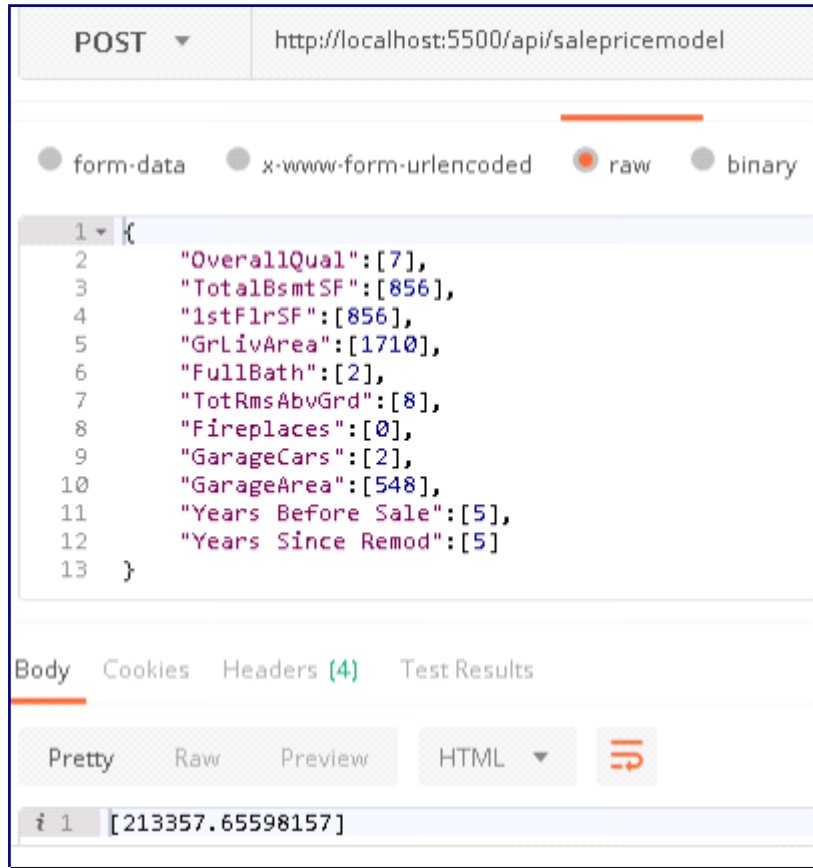 POST http://localhost:5500/api/salepricemodel
form-data x-www-form-urlencoded raw binary
1 {
2 "OverallQual":[7],
3 "TotalBsmtSF":[856],
4 "1stFlrSF":[856],
5 "GrLivArea":[1710],
6 "FullBath":[2],
7 "TotRmsAbvGrd":[8],
8 "Fireplaces":[0],
9 "GarageCars":[2],
10 "GarageArea":[548],
11 "Years Before Sale":[5],
12 "Years Since Remod":[5]
13 }
Body Cookies Headers (4) Test Results
Pretty Raw Preview HTML
i 1 [213357.65598157]